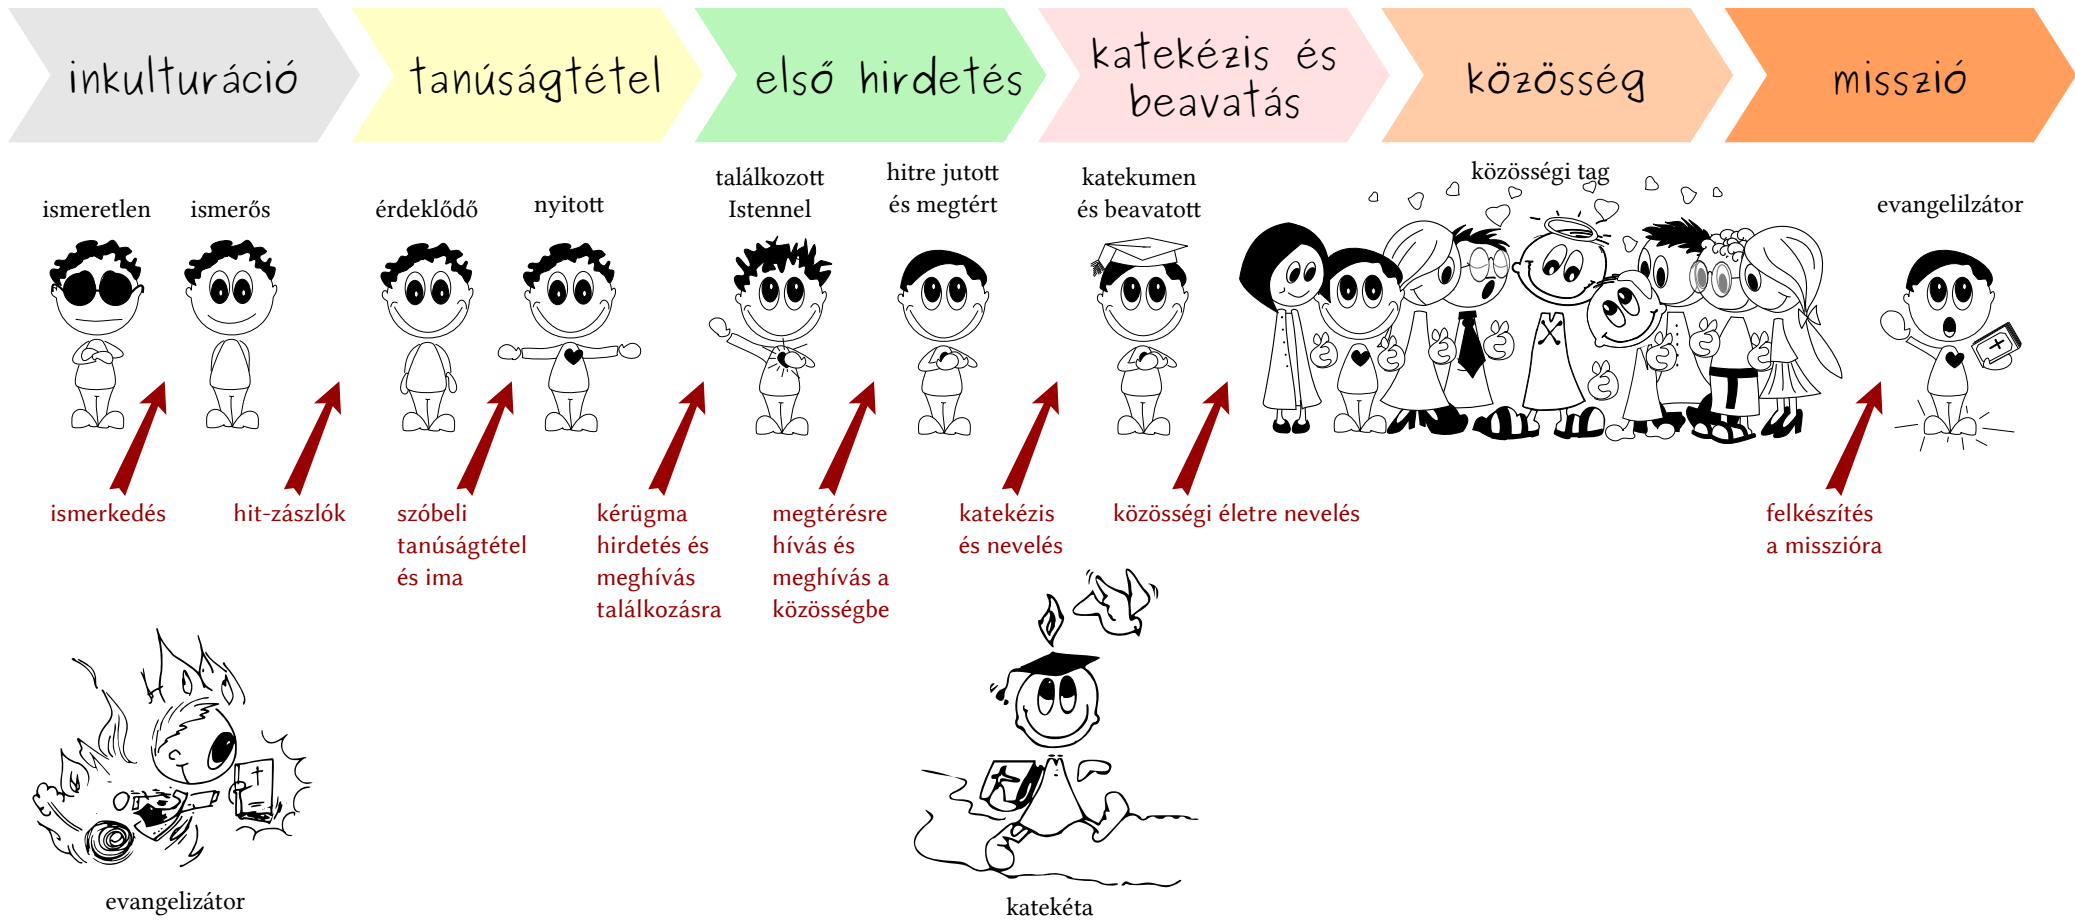 inkulturáció
tanúságtétel
első hirdetés
katekézis és
beavatás
közösség
misszió
ismeretlen
ismerős
érdeklődő
nyitott
találkozott
Istennel
hitre jutott
és megtért
katekumen
és beavatott
közösségi tag
evangelilzátor
ismerkedés
hit-zászlók
szóbeli
tanúságtétel
és ima
kérügma
hirdetés és
meghívás
találkozásra
megtérésre
hívás és
meghívás a
közösségbe
katekézis
és nevelés
közösségi életre nevelés
felkészítés
a misszióra
evangelizátor
katekéta